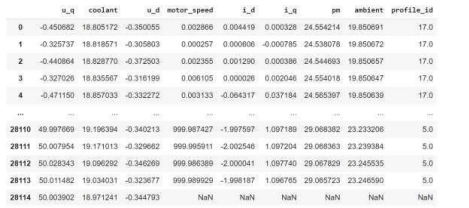 u_q coolant u_d motor_speed i_d i_q pm ambient profile_id
0 -0.450682 18.805172 -0.350055 0.002866 0.004419 0.000328 24.554214 19.850691 17.0
1 -0.325737 18.818571 -0.305803 0.000257 0.000606 -0.000785 24.538078 19.850672 17.0
2 -0.440864 18.828770 -0.372503 0.002355 0.001290 0.000386 24.544693 19.850657 17.0
3 -0.327026 18.835567 -0.316199 0.006105 0.000026 0.002046 24.554018 19.850647 17.0
4 -0.471150 18.857033 -0.332272 0.003133 -0.064317 0.037184 24.565397 19.850639 17.0
... ... ... ... ... ... ... ... ... ...
28110 49.997669 19.196394 -0.340213 999.987427 -1.997597 1.097189 29.068382 23.233206 5.0
28111 50.007954 19.171013 -0.329662 999.995911 -2.002546 1.097204 29.068363 23.239384 5.0
28112 50.028343 19.096292 -0.346269 999.986389 -2.000041 1.097740 29.067829 23.245535 5.0
28113 50.011482 19.034031 -0.323677 999.989929 -1.998187 1.096765 29.065723 23.246590 5.0
28114 50.003902 18.971241 -0.344793 NaN NaN NaN NaN NaN NaN